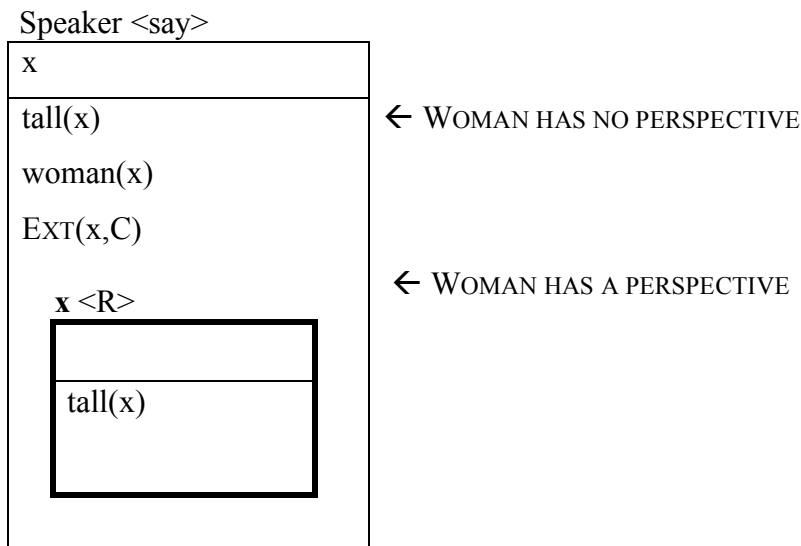 Speaker <say>
x
tall(x) ← WOMAN HAS NO PERSPECTIVE
woman(x)
EXT(x,C)
x <R> ← WOMAN HAS A PERSPECTIVE
tall(x)